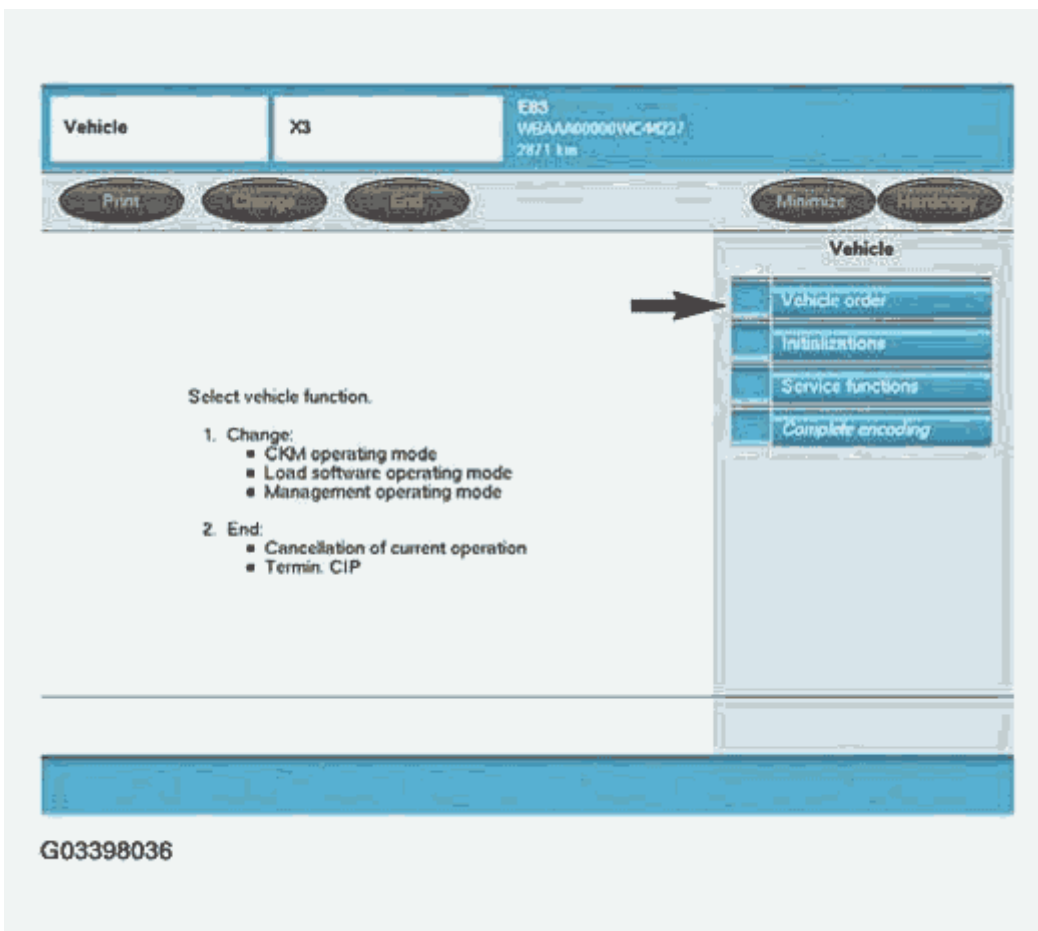 Vehicle
X3
E83
2871 km
Print
Change
End
Minimize
Hardcopy
Vehicle
Vehicle order
Initializations
Service functions
Complete encoding
Select vehicle function.
1. Change:
▪ CKM operating mode
▪ Load software operating mode
▪ Management operating mode
2. End:
▪ Cancellation of current operation
▪ Termin. CIP
G03398036